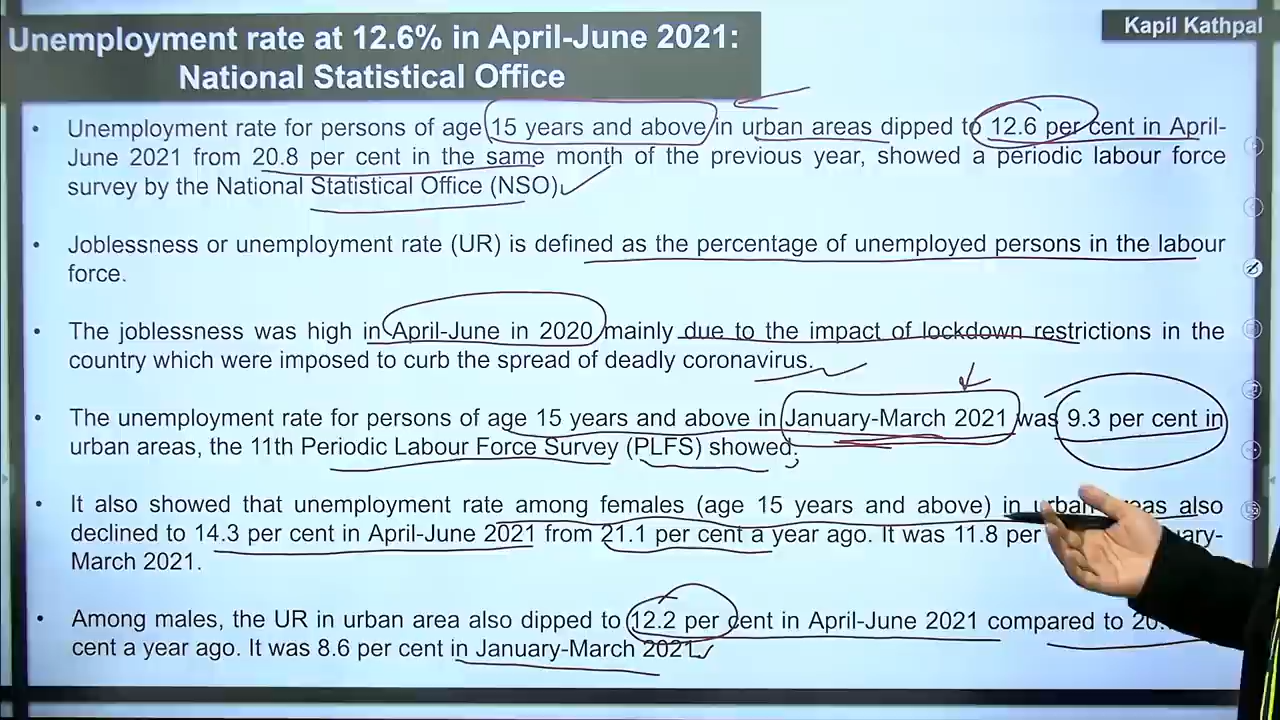 Kapil Kathpal
Unemployment rate at 12.6% in April-June 2021:
National Statistical Office
• Unemployment rate for persons of age 15 years and above in urban areas dipped to 12.6 per cent in April-
June 2021 from 20.8 per cent in the same month of the previous year, showed a periodic labour force
survey by the National Statistical Office (NSO)
• Joblessness or unemployment rate (UR) is defined as the percentage of unemployed persons in the labour
force.
• The joblessness was high in April-June in 2020 mainly due to the impact of lockdown restrictions in the
country which were imposed to curb the spread of deadly coronavirus.
• The unemployment rate for persons of age 15 years and above in January-March 2021 was 9.3 per cent in
urban areas, the 11th Periodic Labour Force Survey (PLFS) showed.
• It also showed that unemployment rate among females (age 15 years and above) in urban areas also
declined to 14.3 per cent in April-June 2021 from 21.1 per cent a year ago. It was 11.8 per
March 2021.
• Among males, the UR in urban area also dipped to 12.2 per cent in April-June 2021 compared to
cent a year ago. It was 8.6 per cent in January-March 2021.